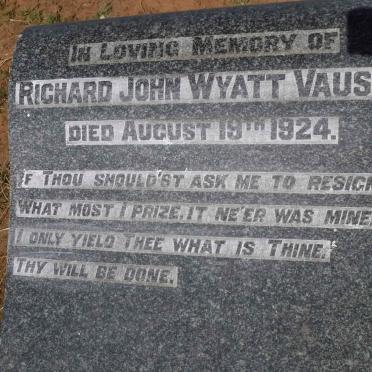 IN LOVING MEMORY OF
RICHARD JOHN WYATT VAUS
DIED AUGUST 19TH 1924.
IF THOU SHOULD'ST ASK ME TO RESIGN
WHAT MOST I PRIZE, IT NE'ER WAS MINE
I ONLY YIELD THEE WHAT IS THINE.
THY WILL BE DONE.